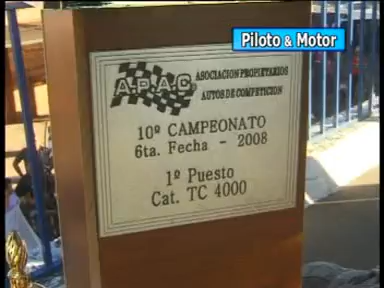 Piloto & Motor
A.P.A.C.
ASOCIACION PROPIETARIOS
AUTOS DE COMPETICION
10º CAMPEONATO
6ta. Fecha - 2008
1º Puesto
Cat. TC 4000